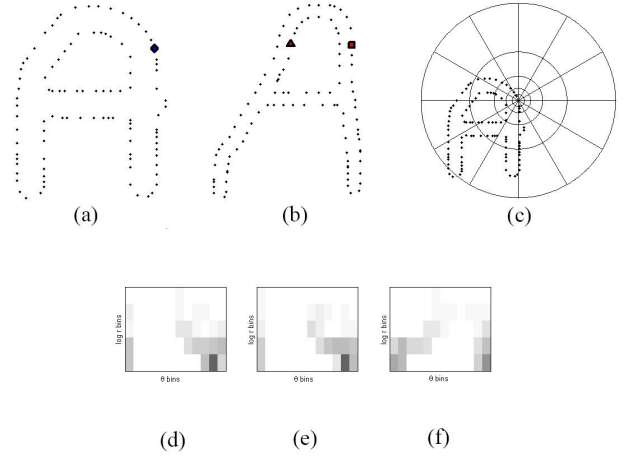 (a)
(b)
(c)
log r bins
θ bins
log r bins
θ bins
log r bins
θ bins
(d)
(e)
(f)